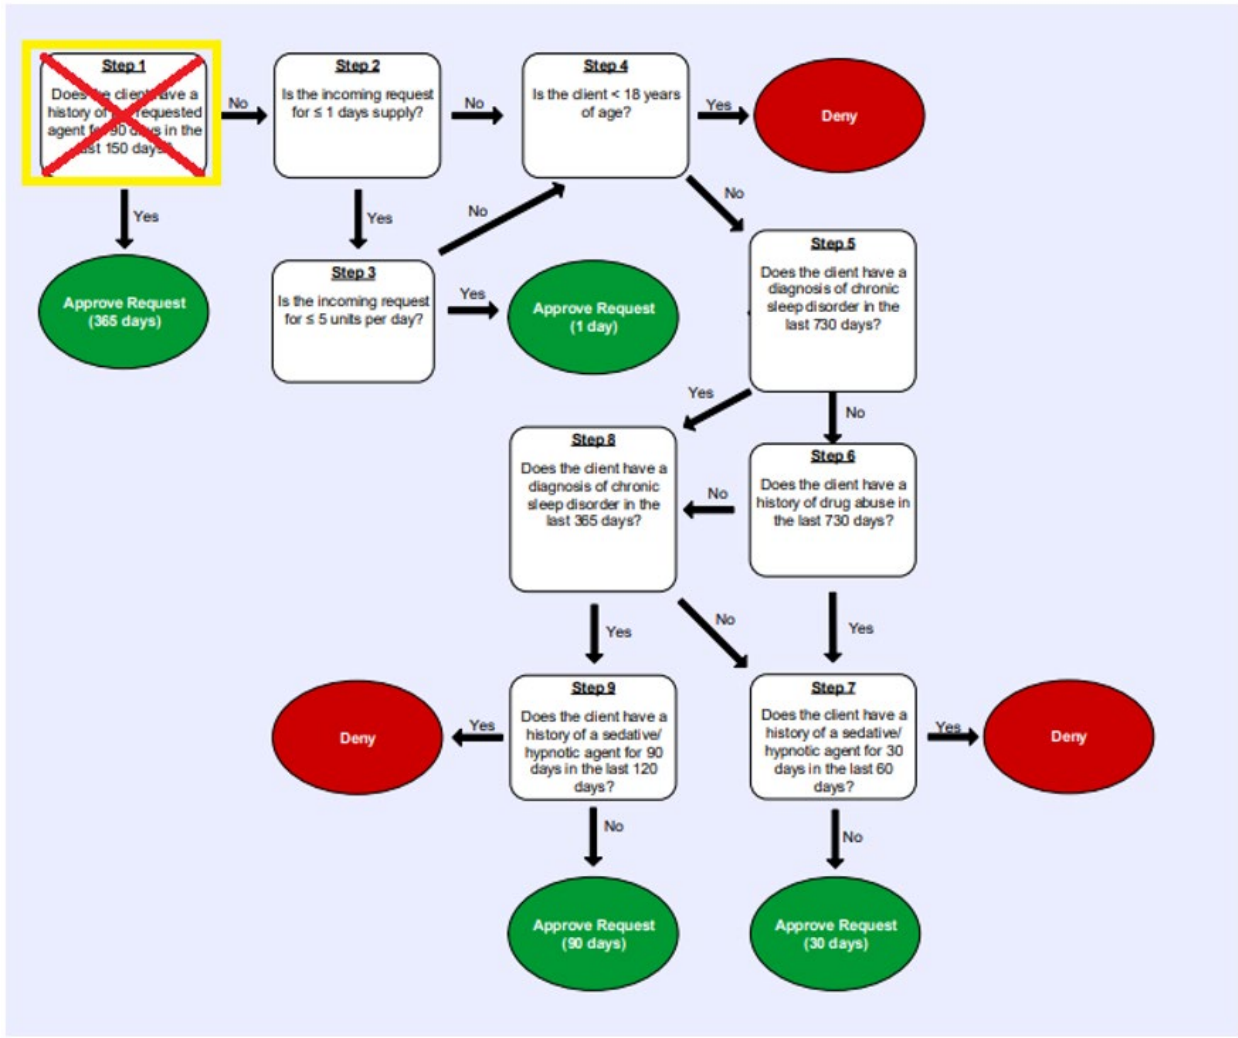 Step 1
Does the client have a
history of requested
agent for 90 days in the
last 150 days?
No
Yes
Approve Request
(365 days)
Step 2
Is the incoming request
for ≤ 1 days supply?
No
Yes
Step 3
Is the incoming request
for ≤ 5 units per day?
No
Yes
Approve Request
(1 day)
Step 4
Is the client < 18 years
of age?
Yes
Deny
No
Step 5
Does the client have a
diagnosis of chronic
sleep disorder in the
last 730 days?
Yes
No
Step 6
Does the client have a
history of drug abuse in
the last 730 days?
No
Yes
Step 8
Does the client have a
diagnosis of chronic
sleep disorder in the
last 365 days?
Yes
No
Step 9
Does the client have a
history of a sedative/
hypnotic agent for 90
days in the last 120
days?
Yes
Deny
No
Approve Request
(90 days)
Step 7
Does the client have a
history of a sedative/
hypnotic agent for 30
days in the last 60
days?
Yes
Deny
No
Approve Request
(30 days)